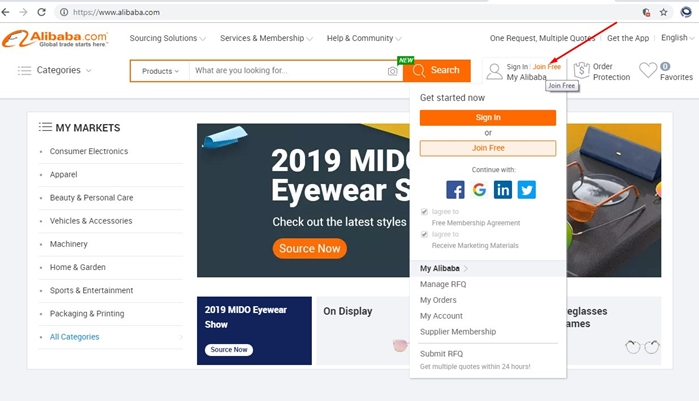 https://www.alibaba.com
Alibaba.com
Global trade starts here.™
Sourcing Solutions
Services & Membership
Help & Community
One Request, Multiple Quotes
Get the App
English
Categories
Products
What are you looking for...
NEW
Search
Sign In
Join Free
My Alibaba
Join Free
Order
Protection
0
Favorites
MY MARKETS
Consumer Electronics
Apparel
Beauty & Personal Care
Vehicles & Accessories
Machinery
Home & Garden
Sports & Entertainment
Packaging & Printing
All Categories
2019 MIDO
Eyewear
Check out the latest styles
Source Now
2019 MIDO Eyewear
Show
Source Now
On Display
Get started now
Sign In
or
Join Free
Continue with:
I agree to
Free Membership Agreement
I agree to
Receive Marketing Materials
My Alibaba
Manage RFQ
My Orders
My Account
Supplier Membership
Submit RFQ
Get multiple quotes within 24 hours!